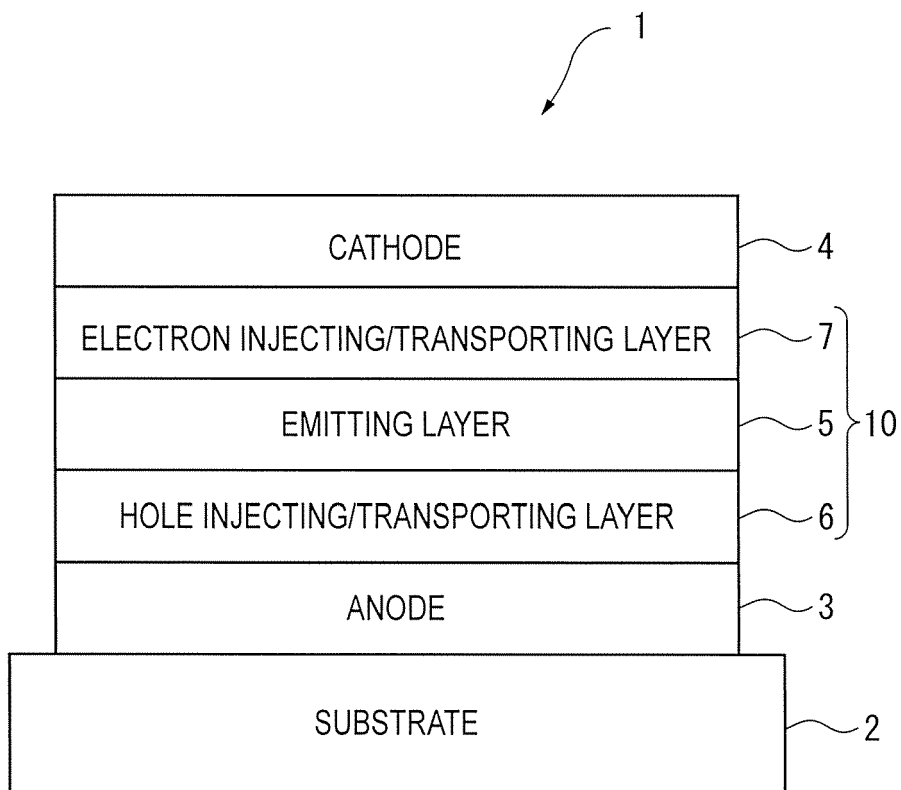 1
CATHODE 4
ELECTRON INJECTING/TRANSPORTING LAYER 7
EMITTING LAYER 5 10
HOLE INJECTING/TRANSPORTING LAYER 6
ANODE 3
SUBSTRATE 2